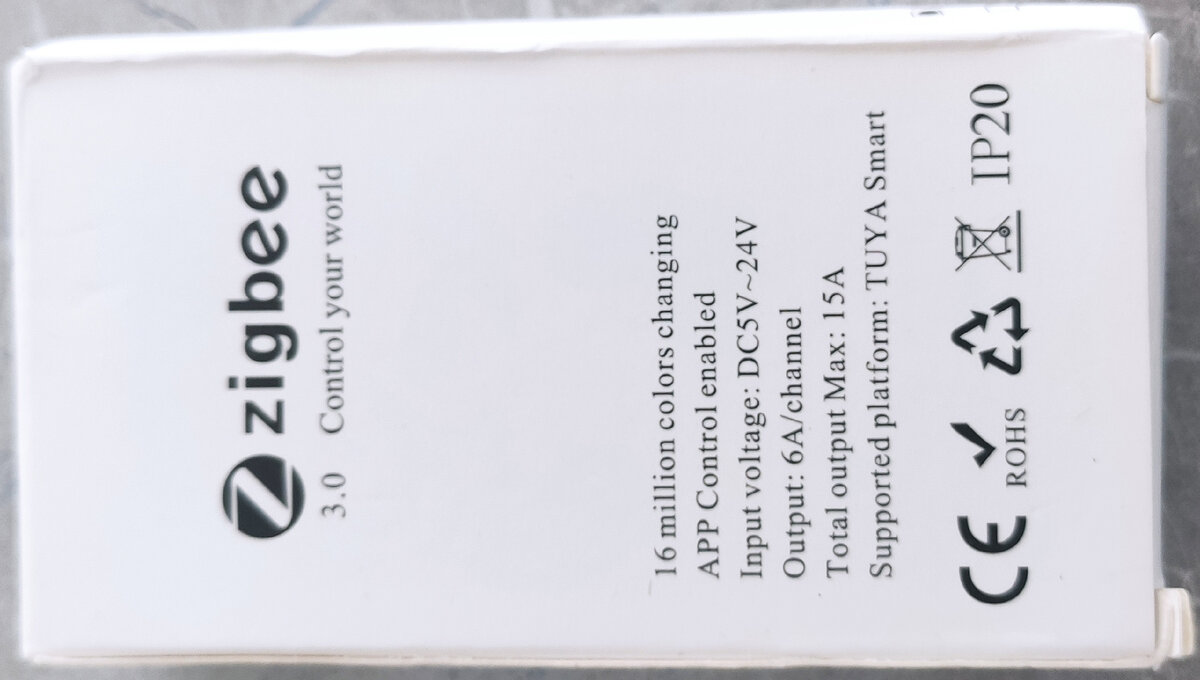 zigbee
3.0 Control your world
16 million colors changing
APP Control enabled
Input voltage: DC5V~24V
Output: 6A/channel
Total output Max: 15A
Supported platform: TUYA Smart
CE ROHS IP20